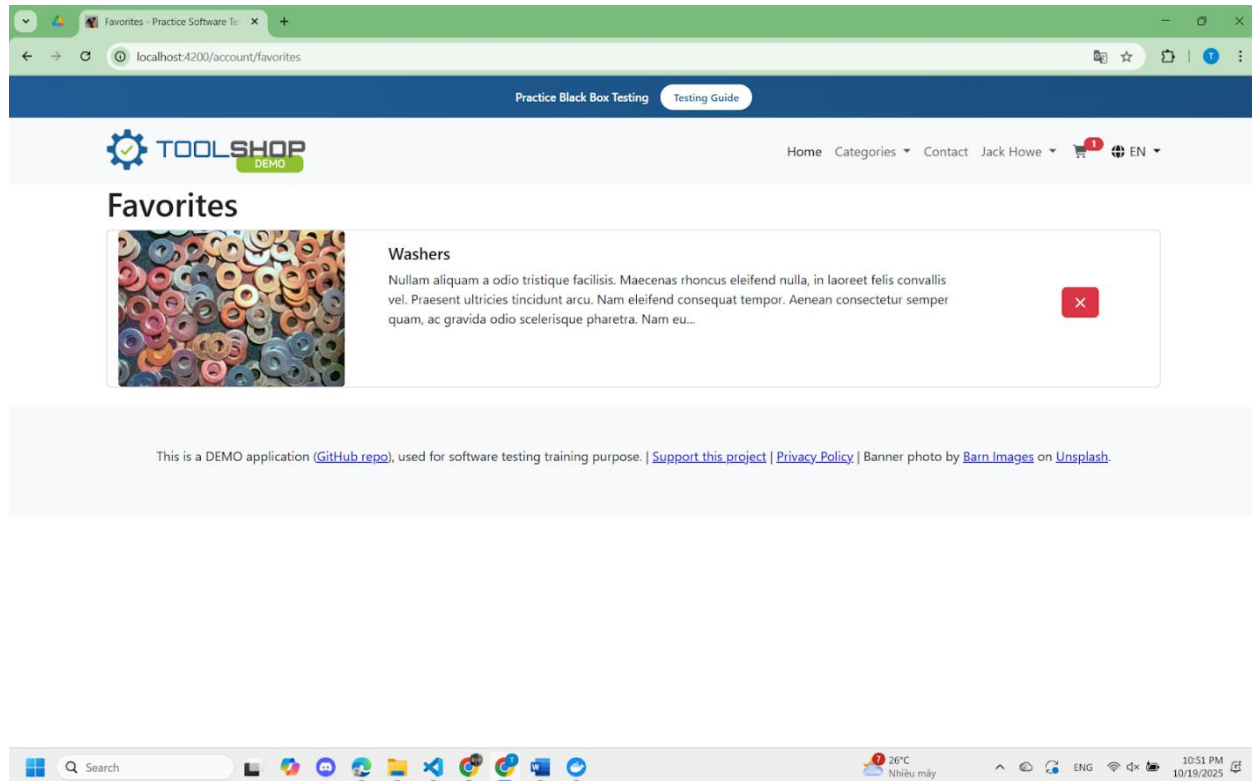 Favorites - Practice Software Te
localhost:4200/account/favorites
T
Practice Black Box Testing Testing Guide
TOOLSHOP
DEMO
Home Categories Contact Jack Howe 1 EN
Favorites
Washers
Nullam aliquam a odio tristique facilisis. Maecenas rhoncus eleifend nulla, in laoreet felis convallis
vel. Praesent ultricies tincidunt arcu. Nam eleifend consequat tempor. Aenean consectetur semper
quam, ac gravida odio scelerisque pharetra. Nam eu...
This is a DEMO application (GitHub repo), used for software testing training purpose. | Support this project | Privacy Policy | Banner photo by Barn Images on Unsplash.
Search
7
26°C
Nhiều mây
ENG
10:51 PM
10/19/2025